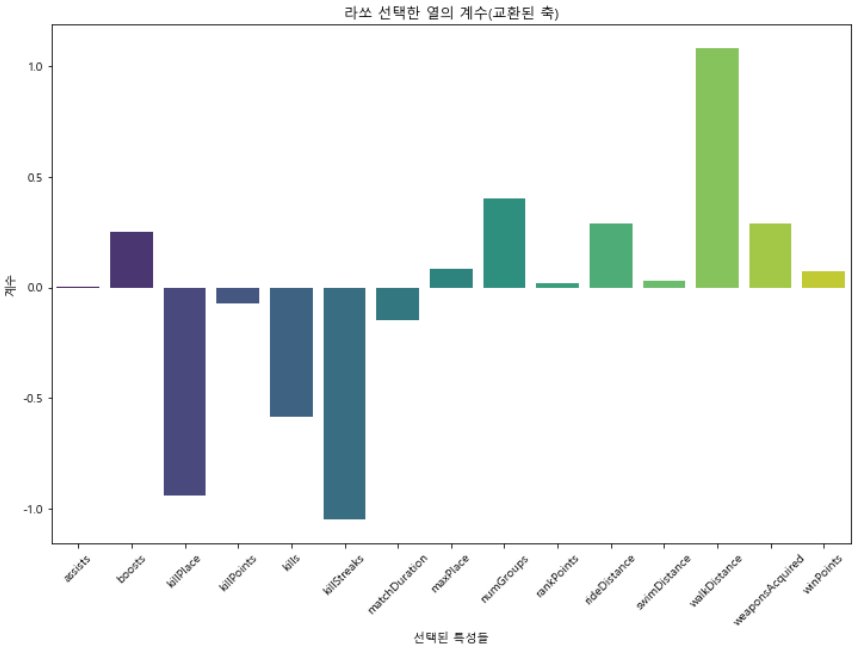 라쏘 선택한 열의 계수(교환된 축)
계수
1.0
0.5
0.0
-0.5
-1.0
assists
boosts
killPlace
killPoints
kills
killStreaks
matchDuration
maxPlace
numGroups
rankPoints
rideDistance
swimDistance
walkDistance
weaponsAcquired
winPoints
선택된 특성들